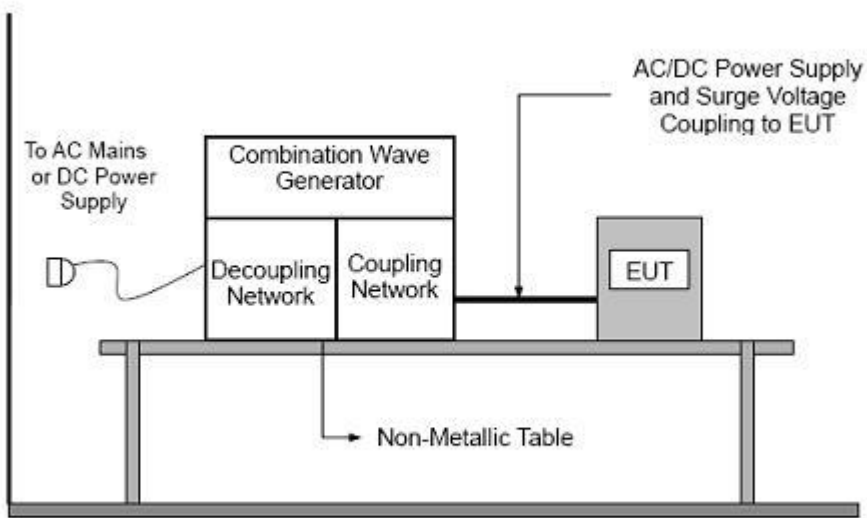 AC/DC Power Supply
and Surge Voltage
Coupling to EUT
To AC Mains
or DC Power
Supply
Combination Wave
Generator
Decoupling
Network
Coupling
Network
EUT
Non-Metallic Table